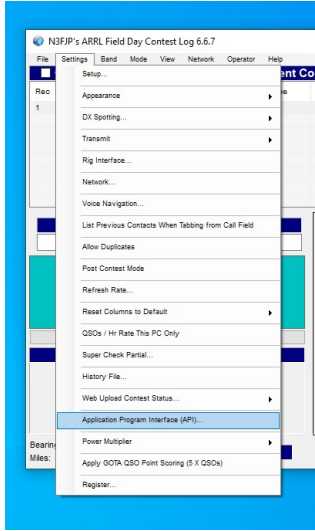 N3FJP's ARRL Field Day Contest Log 6.6.7
File Settings Band Mode View Network Operator Help
Rec
1
Setup...
Appearance
DX Spotting...
Transmit
Rig Interface...
Network...
Voice Navigation...
List Previous Contacts When Tabbing from Call Field
Allow Duplicates
Post Contest Mode
Refresh Rate...
Reset Columns to Default
QSOs / Hr Rate This PC Only
Super Check Partial...
History File...
Web Upload Contest Status...
Application Program Interface (API)...
Power Multiplier
Apply GOTA QSO Point Scoring (5 X QSOs)
Register...
Bearin
Miles: